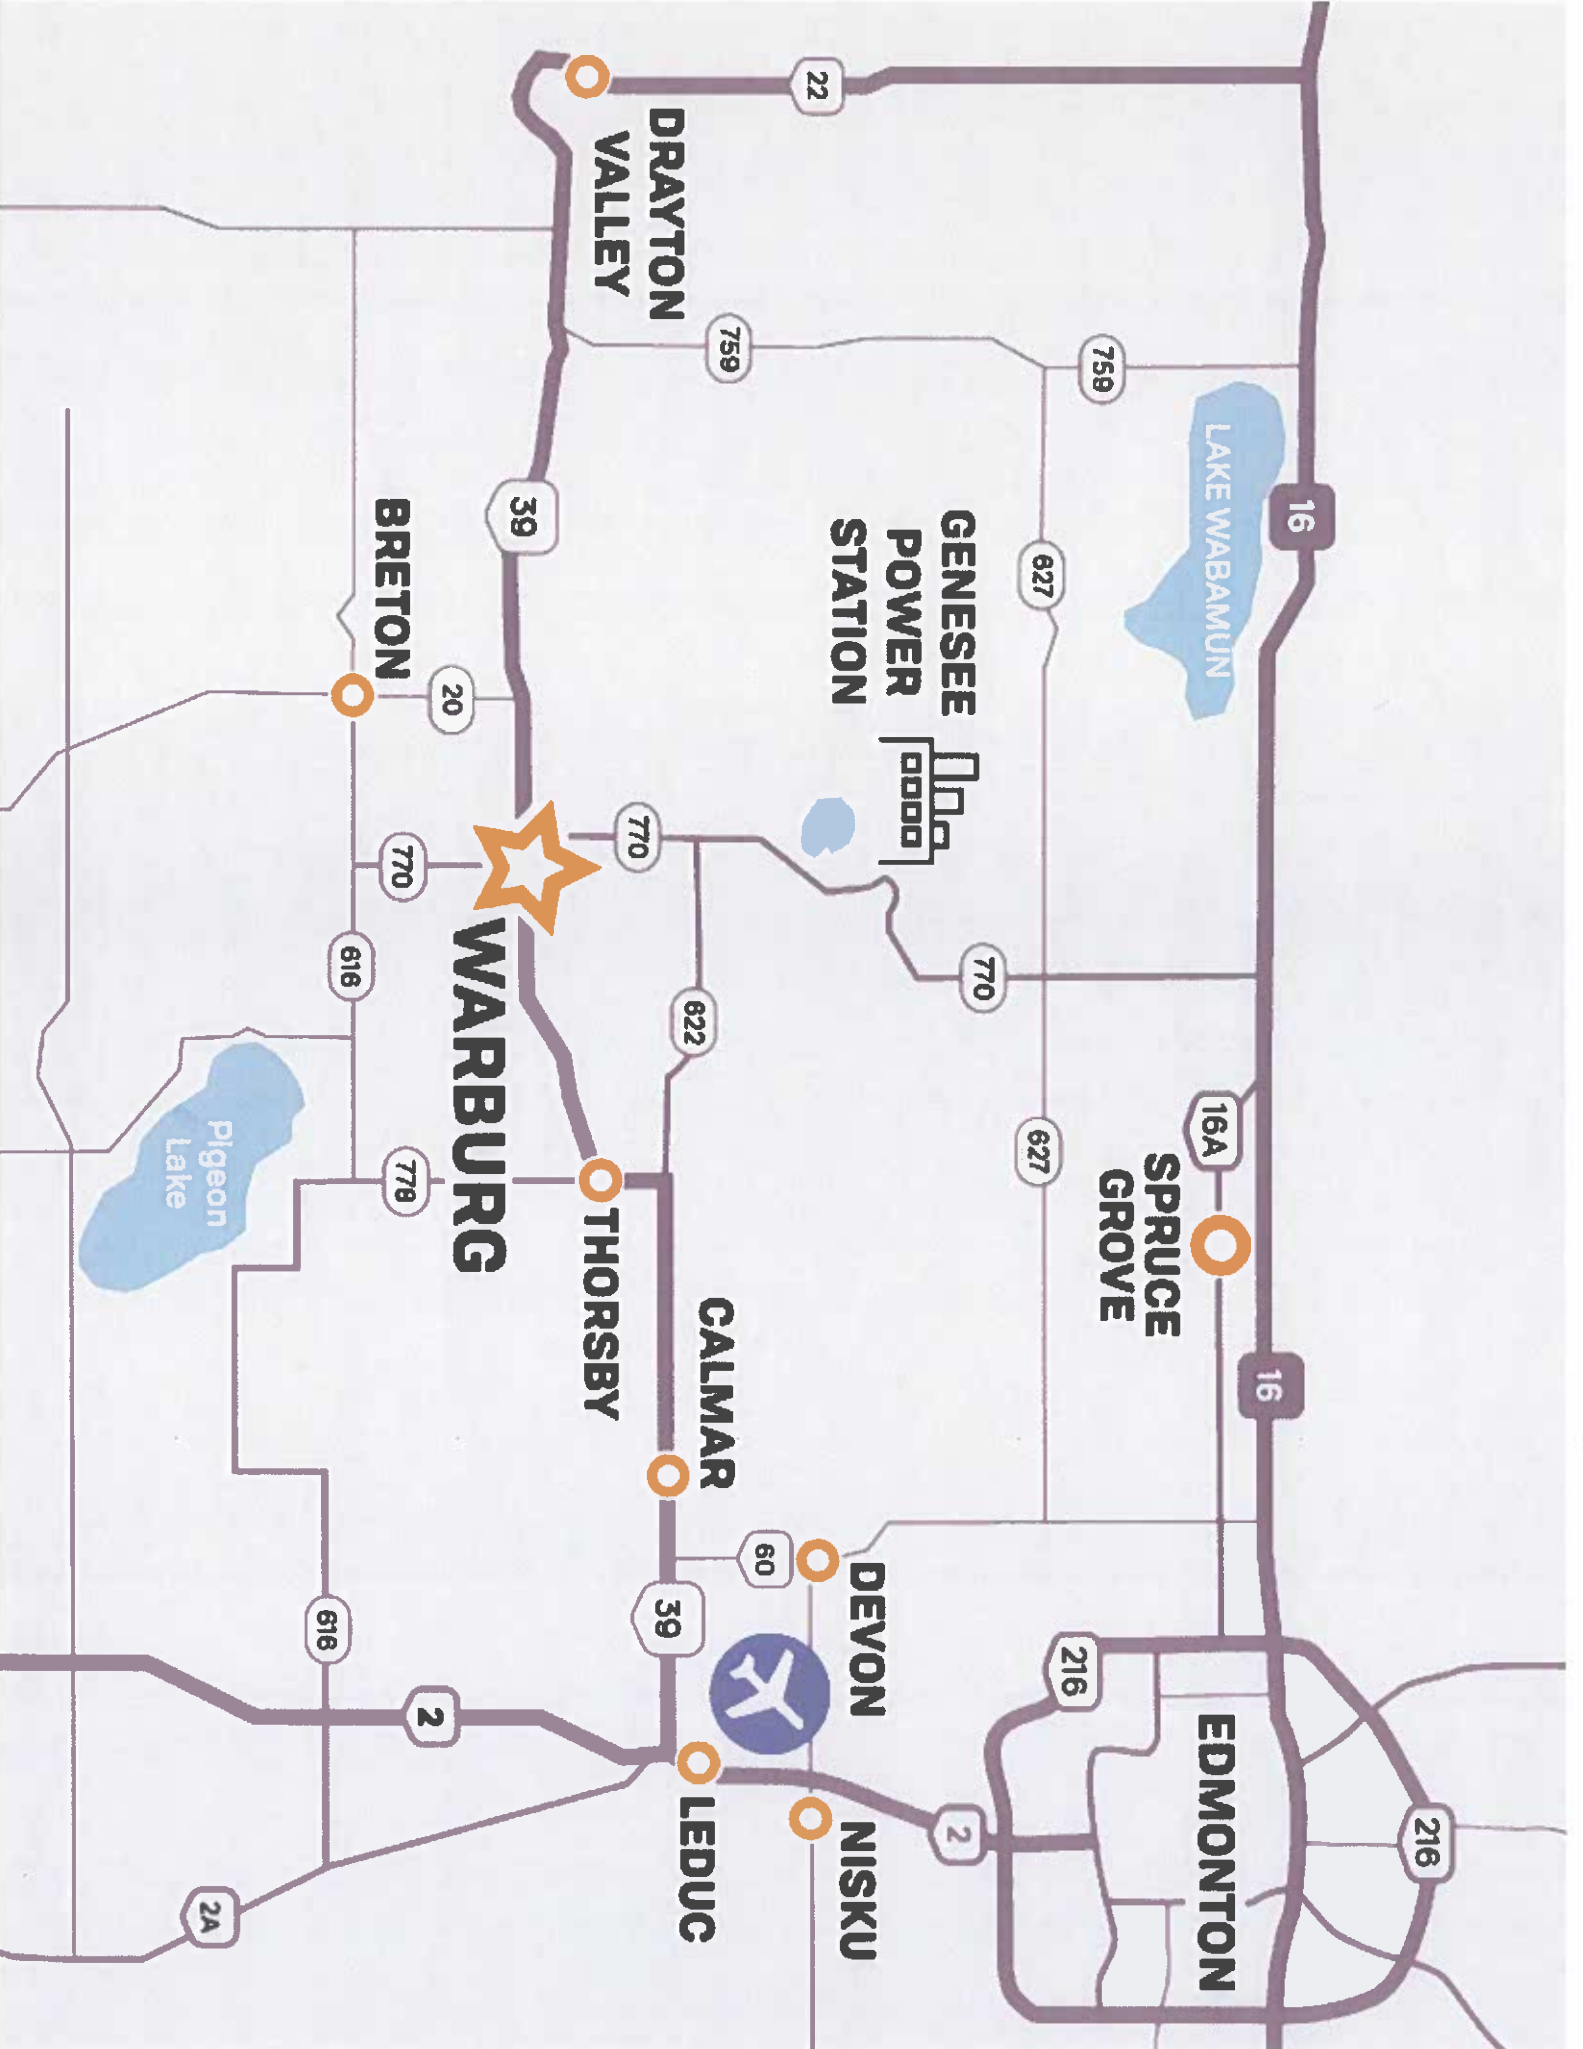 216
16
16
LAKE WABAMUN
16A
EDMONTON
SPRUCE
GROVE
759
216
627
627
770
GENESEE
POWER
STATION
2
DEVON
NISKU
22
60
759
CALMAR
622
LEDUC
DRAYTON
VALLEY
39
770
THORSBY
39
WARBURG
20
2
778
770
BRETON
616
616
Pigeon
Lake
2A